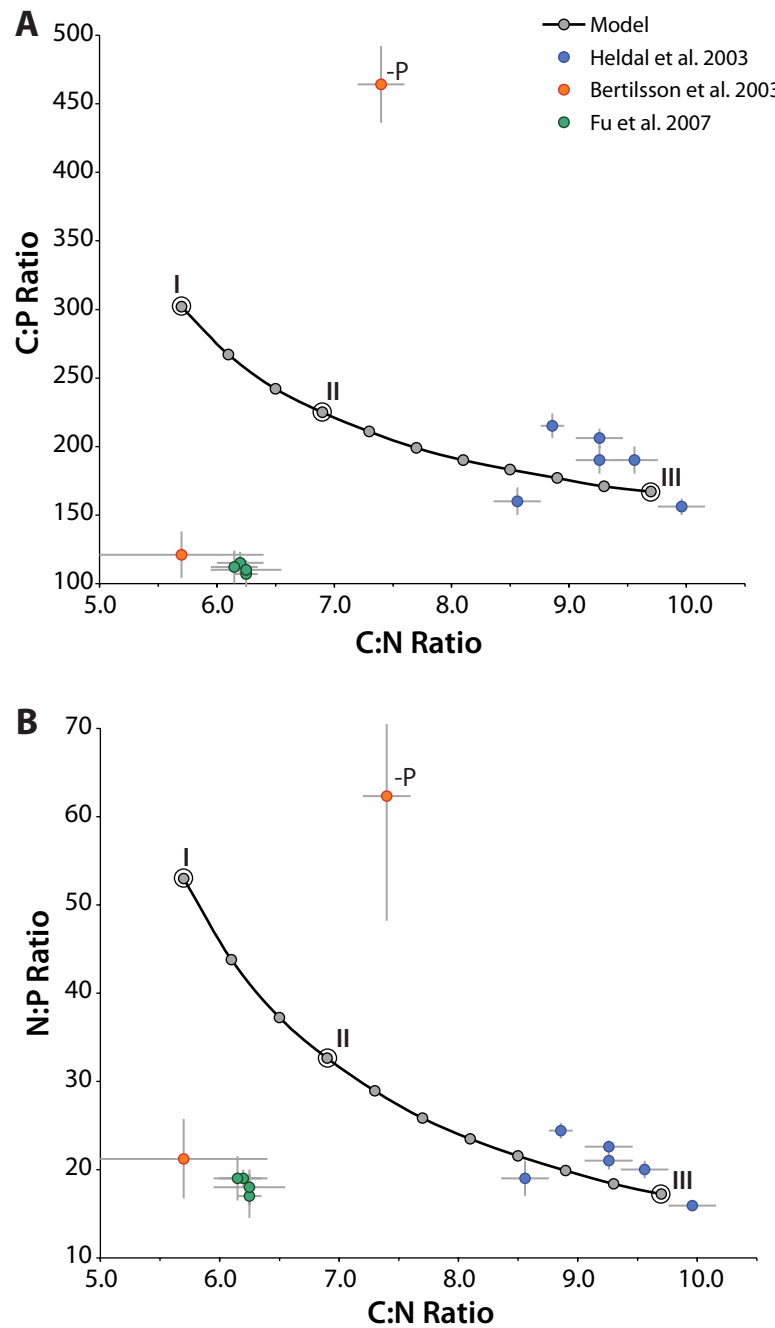 A
C:P Ratio
500
450
400
350
300
250
200
150
100
5.0 6.0 7.0 8.0 9.0 10.0
C:N Ratio
Model
Heldal et al. 2003
Bertilsson et al. 2003
Fu et al. 2007
-P
I
II
III
B
N:P Ratio
70
60
50
40
30
20
10
5.0 6.0 7.0 8.0 9.0 10.0
C:N Ratio
-P
I
II
III